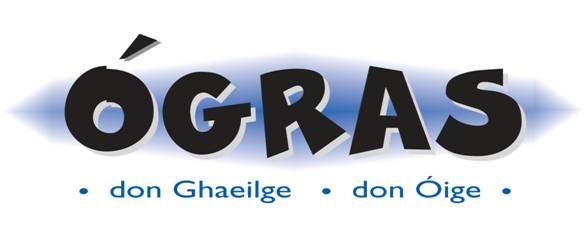 ÓGRAS
• don Ghaeilge • don Óige •